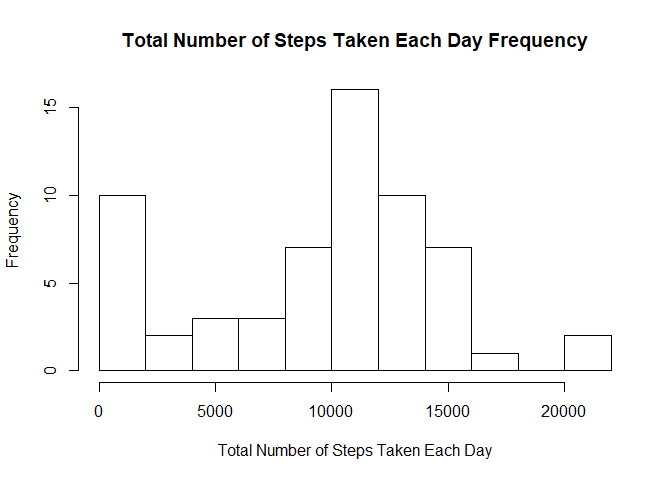 Total Number of Steps Taken Each Day Frequency
Frequency
15
10
5
0
0 5000 10000 15000 20000
Total Number of Steps Taken Each Day